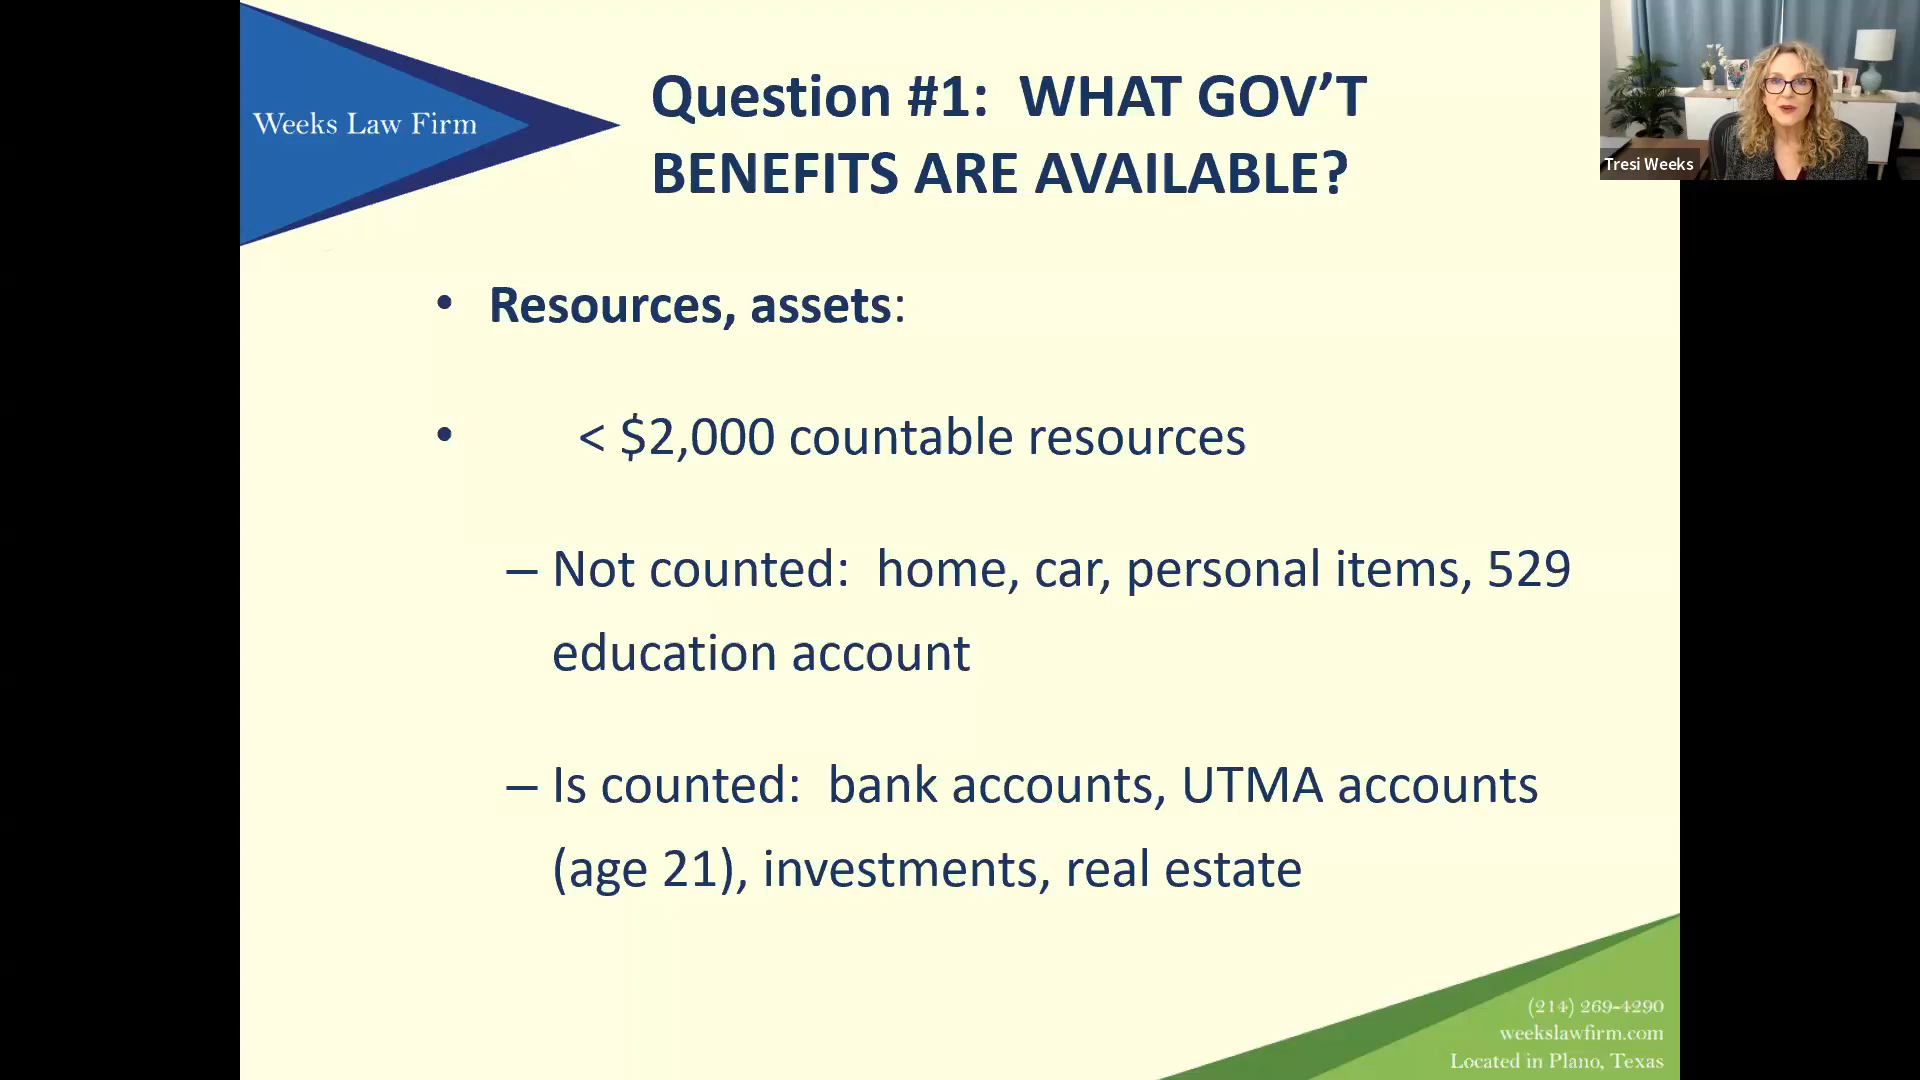 Weeks Law Firm
Question #1:  WHAT GOV’T
BENEFITS ARE AVAILABLE?
Tresi Weeks
• Resources, assets:
• < $2,000 countable resources
– Not counted:  home, car, personal items, 529
education account
– Is counted:  bank accounts, UTMA accounts
(age 21), investments, real estate
(214) 269-4290
weekslawfirm.com
Located in Plano, Texas